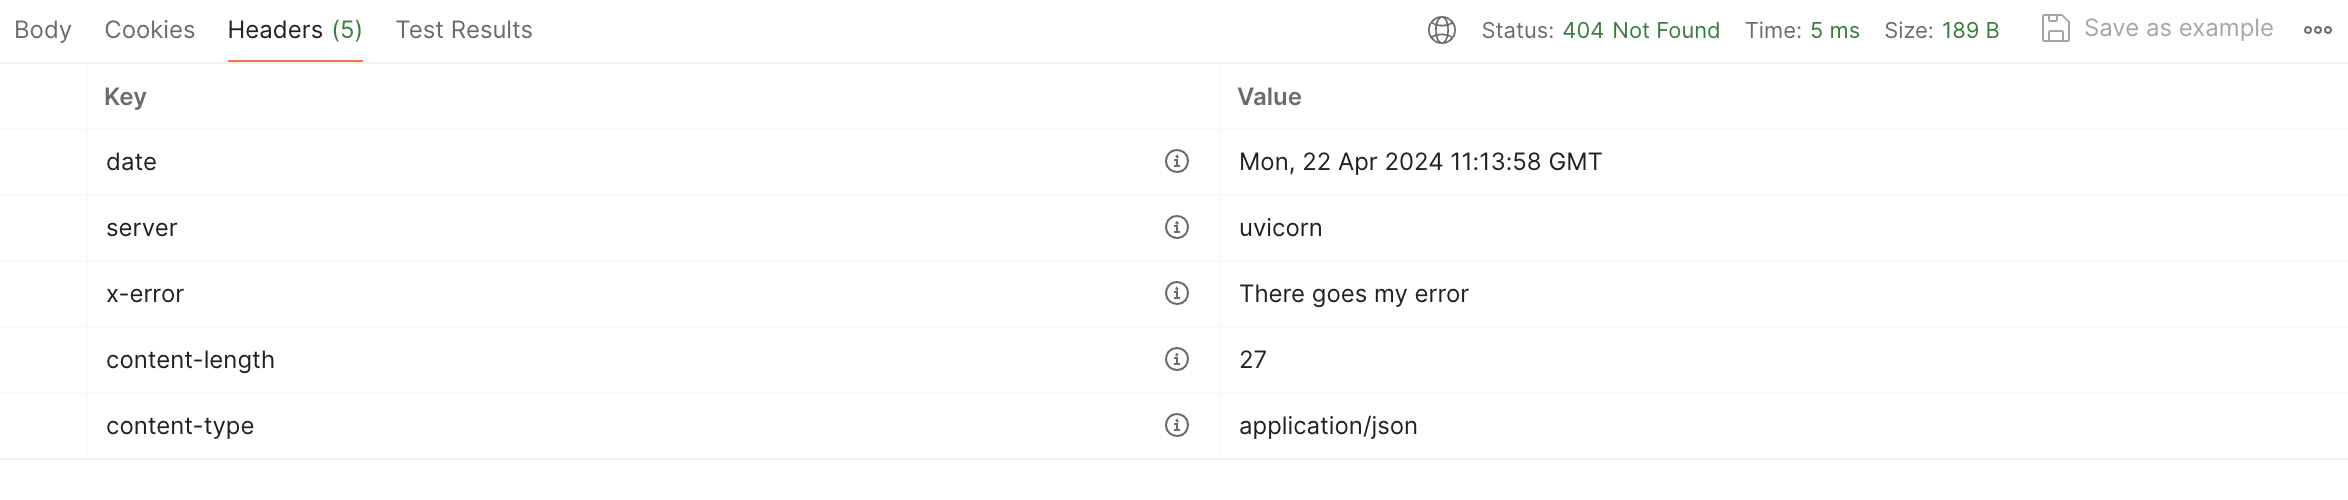 Body Cookies Headers (5) Test Results Status: 404 Not Found Time: 5 ms Size: 189 B Save as example
Key Value
date Mon, 22 Apr 2024 11:13:58 GMT
server uvicorn
x-error There goes my error
content-length 27
content-type application/json